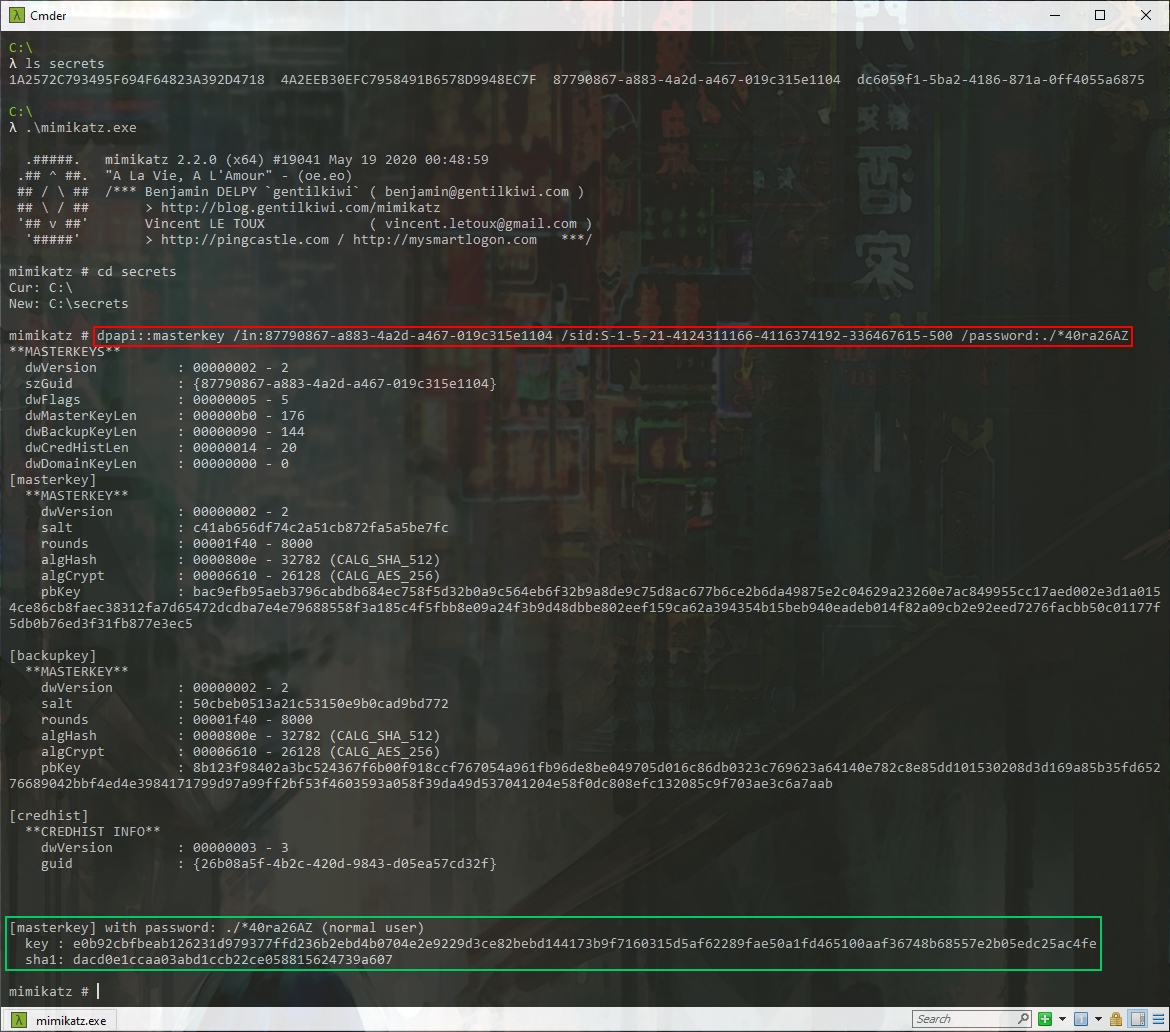 Cmder
C:\
λ ls secrets
1A2572C793495F694F64823A392D4718  4A2EEB30EFC7958491B6578D9948EC7F  87790867-a883-4a2d-a467-019c315e1104  dc6059f1-5ba2-4186-871a-0ff4055a6875
C:\
λ .\mimikatz.exe
.#####.   mimikatz 2.2.0 (x64) #19041 May 19 2020 00:48:59
.## ^ ##.  "A La Vie, A L'Amour" - (oe.eo)
## / \ ##  /*** Benjamin DELPY `gentilkiwi` ( benjamin@gentilkiwi.com )
## \ / ##       > http://blog.gentilkiwi.com/mimikatz
'## v ##'       Vincent LE TOUX             ( vincent.letoux@gmail.com )
'#####'        > http://pingcastle.com / http://mysmartlogon.com   ***/
mimikatz # cd secrets
Cur: C:\
New: C:\secrets
mimikatz # dpapi::masterkey /in:87790867-a883-4a2d-a467-019c315e1104 /sid:S-1-5-21-4124311166-4116374192-336467615-500 /password:./*40ra26AZ
**MASTERKEYS**
dwVersion          : 00000002 - 2
szGuid             : {87790867-a883-4a2d-a467-019c315e1104}
dwFlags            : 00000005 - 5
dwMasterKeyLen     : 000000b0 - 176
dwBackupKeyLen     : 00000090 - 144
dwCredHistLen      : 00000014 - 20
dwDomainKeyLen     : 00000000 - 0
[masterkey]
**MASTERKEY**
dwVersion        : 00000002 - 2
salt             : c41ab656df74c2a51cb872fa5a5be7fc
rounds           : 00001f40 - 8000
algHash          : 0000800e - 32782 (CALG_SHA_512)
algCrypt         : 00006610 - 26128 (CALG_AES_256)
pbKey            : bac9efb95aeb3796cabdb684ec758f5d32b0a9c564eb6f32b9a8de9c75d8ac677b6ce2b6da49875e2c04629a23260e7ac849955cc17aed002e3d1a015
4ce86cb8faec38312fa7d65472dcdba7e4e79688558f3a185c4f5fbb8e09a24f3b9d48dbbe802eef159ca62a394354b15beb940eadeb014f82a09cb2e92eed7276facbb50c01177f
5db0b76ed3f31fb877e3ec5
[backupkey]
**MASTERKEY**
dwVersion        : 00000002 - 2
salt             : 50cbeb0513a21c53150e9b0cad9bd772
rounds           : 00001f40 - 8000
algHash          : 0000800e - 32782 (CALG_SHA_512)
algCrypt         : 00006610 - 26128 (CALG_AES_256)
pbKey            : 8b123f98402a3bc524367f6b00f918ccf767054a961fb96de8be049705d016c86db0323c769623a64140e782c8e85dd101530208d3d169a85b35fd652
76689042bbf4ed4e3984171799d97a99ff2bf53f4603593a058f39da49d537041204e58f0dc808efc132085c9f703ae3c6a7aab
[credhist]
**CREDHIST INFO**
dwVersion        : 00000003 - 3
guid             : {26b08a5f-4b2c-420d-9843-d05ea57cd32f}
[masterkey] with password: ./*40ra26AZ (normal user)
key : e0b92cbfbeab126231d979377ffd236b2ebd4b0704e2e9229d3ce82bebd144173b9f7160315d5af62289fae50a1fd465100aaf36748b68557e2b05edc25ac4fe
sha1: dacd0e1ccaa03abd1ccb22ce058815624739a607
mimikatz #
mimikatz.exe
Search